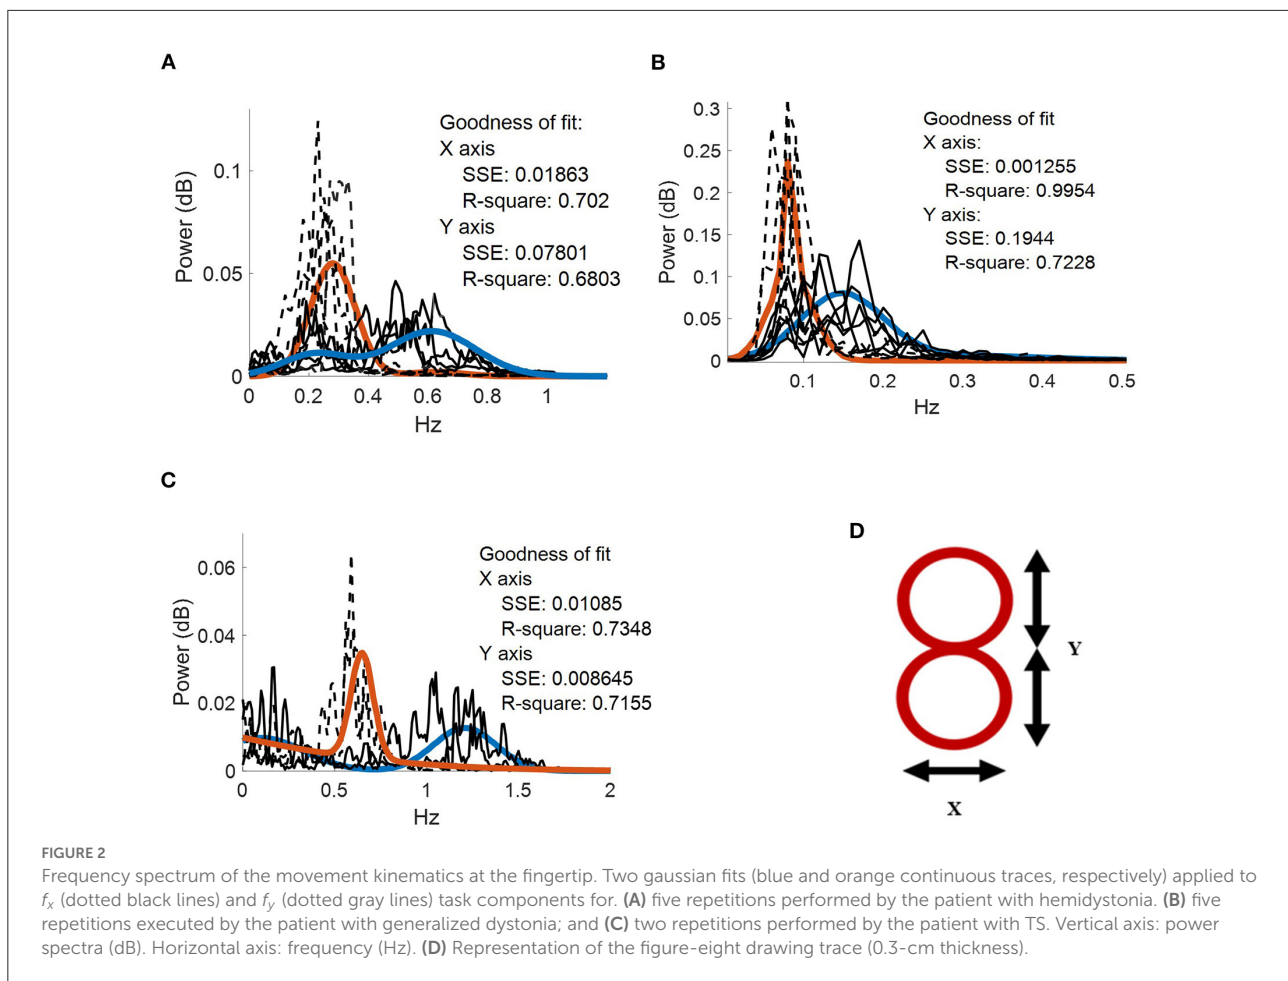 A
Goodness of fit:
X axis
SSE: 0.01863
R-square: 0.702
Y axis
SSE: 0.07801
R-square: 0.6803
Power (dB)
0.1
0.05
0
0 0.2 0.4 0.6 0.8 1
Hz
B
Goodness of fit
X axis:
SSE: 0.001255
R-square: 0.9954
Y axis:
SSE: 0.1944
R-square: 0.7228
Power (dB)
0.3
0.25
0.2
0.15
0.1
0.05
0
0.1 0.2 0.3 0.4 0.5
Hz
C
Goodness of fit
X axis
SSE: 0.01085
R-square: 0.7348
Y axis
SSE: 0.008645
R-square: 0.7155
Power (dB)
0.06
0.04
0.02
0
0 0.5 1 1.5 2
Hz
D
Y
X
FIGURE 2
Frequency spectrum of the movement kinematics at the fingertip. Two gaussian fits (blue and orange continuous traces, respectively) applied to
fx (dotted black lines) and fy (dotted gray lines) task components for. (A) five repetitions performed by the patient with hemidystonia. (B) five
repetitions executed by the patient with generalized dystonia; and (C) two repetitions performed by the patient with TS. Vertical axis: power
spectra (dB). Horizontal axis: frequency (Hz). (D) Representation of the figure-eight drawing trace (0.3-cm thickness).